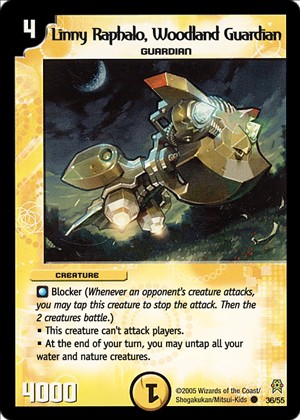 4
Linny Raphalo, Woodland Guardian
GUARDIAN
CREATURE
Blocker (Whenever an opponent's creature attacks,
you may tap this creature to stop the attack. Then the
2 creatures battle.)
▪ This creature can't attack players.
▪ At the end of your turn, you may untap all your
water and nature creatures.
4000
1
©2005 Wizards of the Coast/
Shogakukan/Mitsui-Kids
36/55